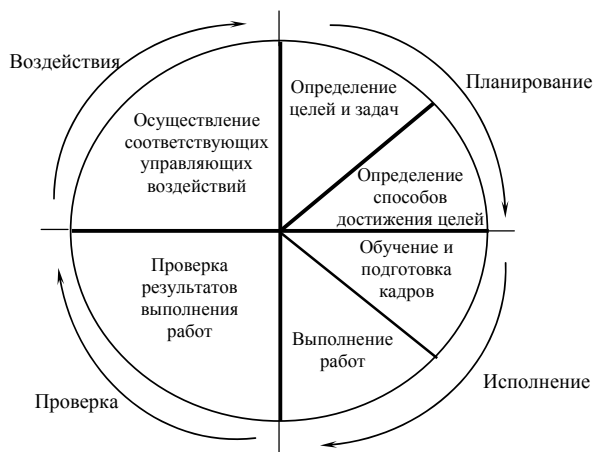 Воздействия
Планирование
Определение
целей и задач
Осуществление
соответствующих
управляющих
воздействий
Определение
способов
достижения целей
Обучение и
подготовка
кадров
Проверка
результатов
выполнения
работ
Выполнение
работ
Исполнение
Проверка